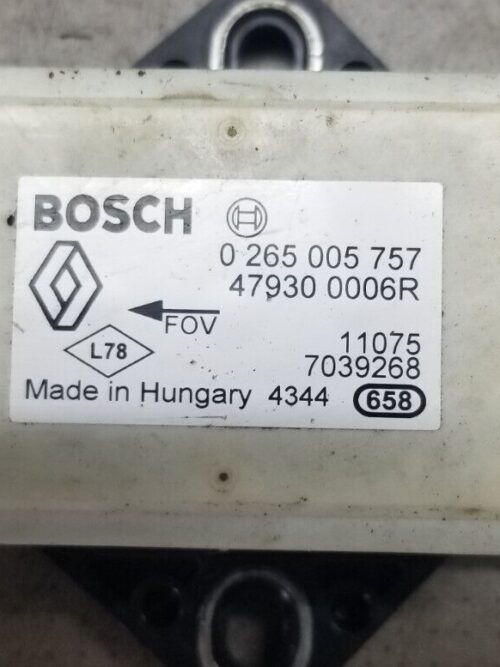 BOSCH
0 265 005 757
47930 0006R
FOV
L78
11075
7039268
Made in Hungary 4344 658